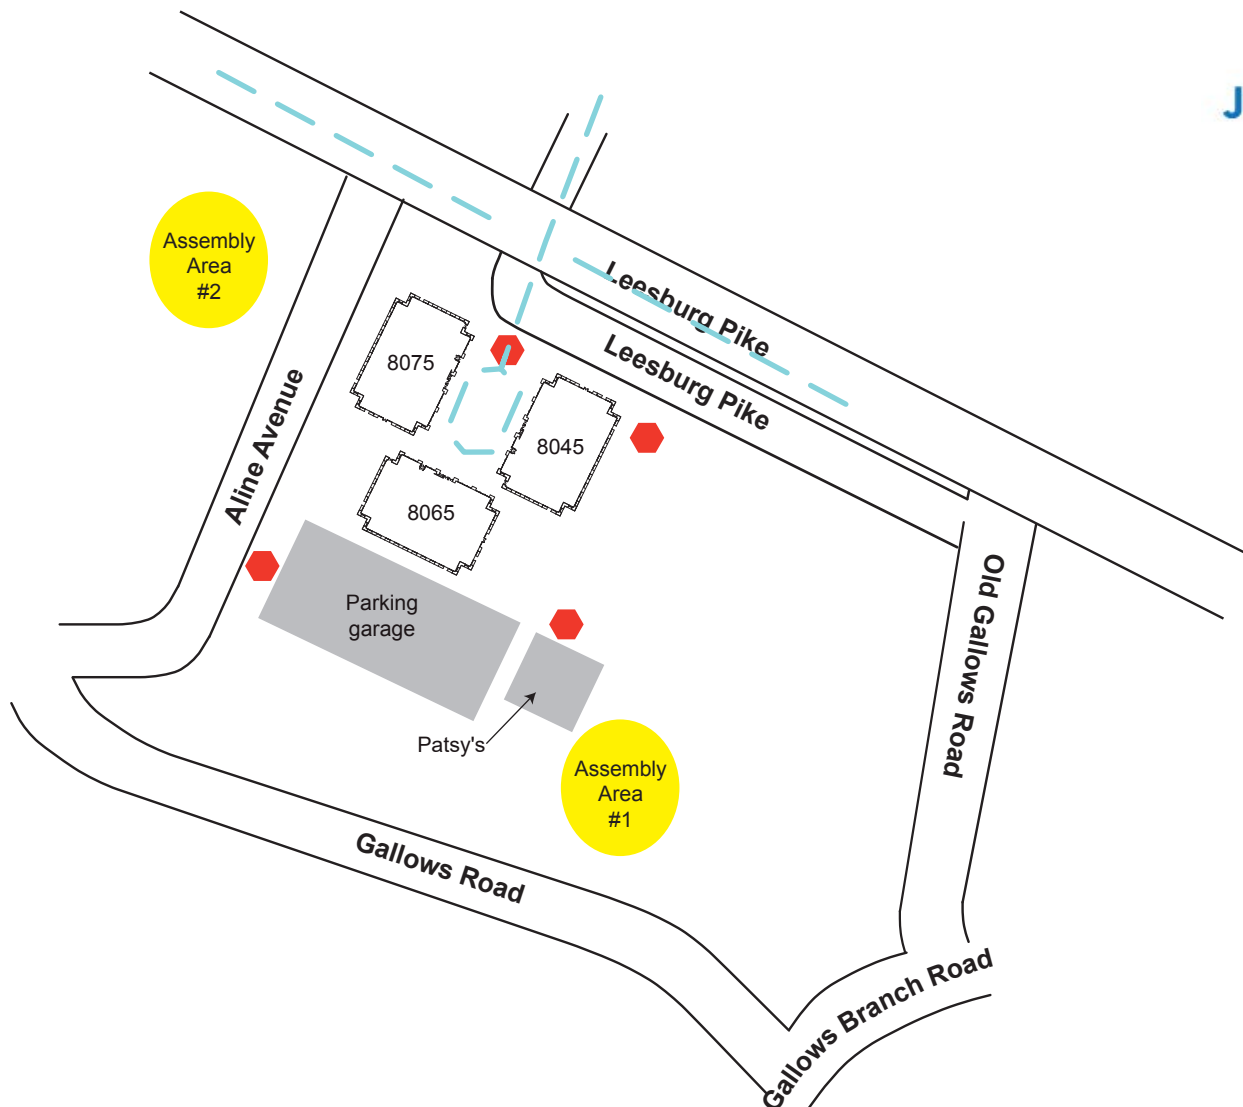 J
Assembly
Area
#2
Leesburg Pike
Leesburg Pike
8075
8045
Aline Avenue
8065
Parking
garage
Old Gallows Road
Patsy's
Assembly
Area
#1
Gallows Road
Gallows Branch Road